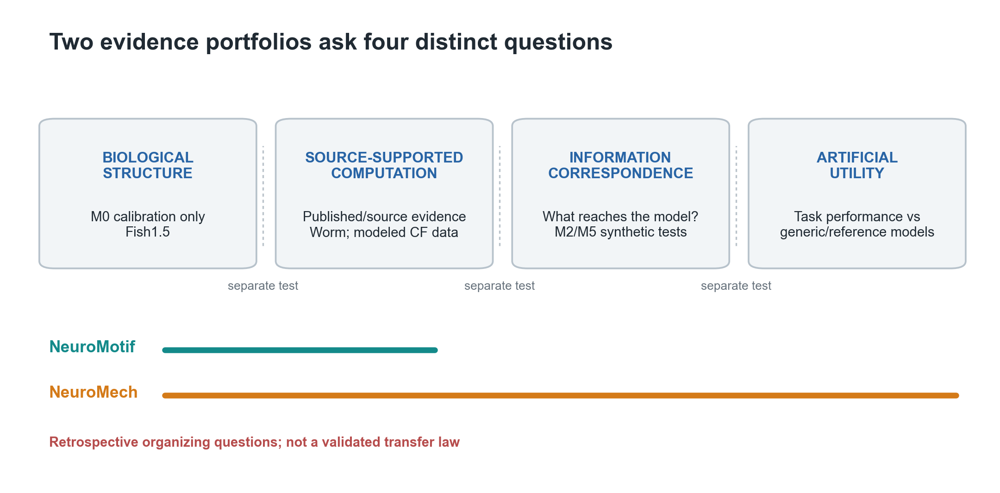 Two evidence portfolios ask four distinct questions
BIOLOGICAL
STRUCTURE
M0 calibration only
Fish1.5
SOURCE-SUPPORTED
COMPUTATION
Published/source evidence
Worm; modeled CF data
INFORMATION
CORRESPONDENCE
What reaches the model?
M2/M5 synthetic tests
ARTIFICIAL
UTILITY
Task performance vs
generic/reference models
separate test
separate test
separate test
NeuroMotif
NeuroMech
Retrospective organizing questions; not a validated transfer law